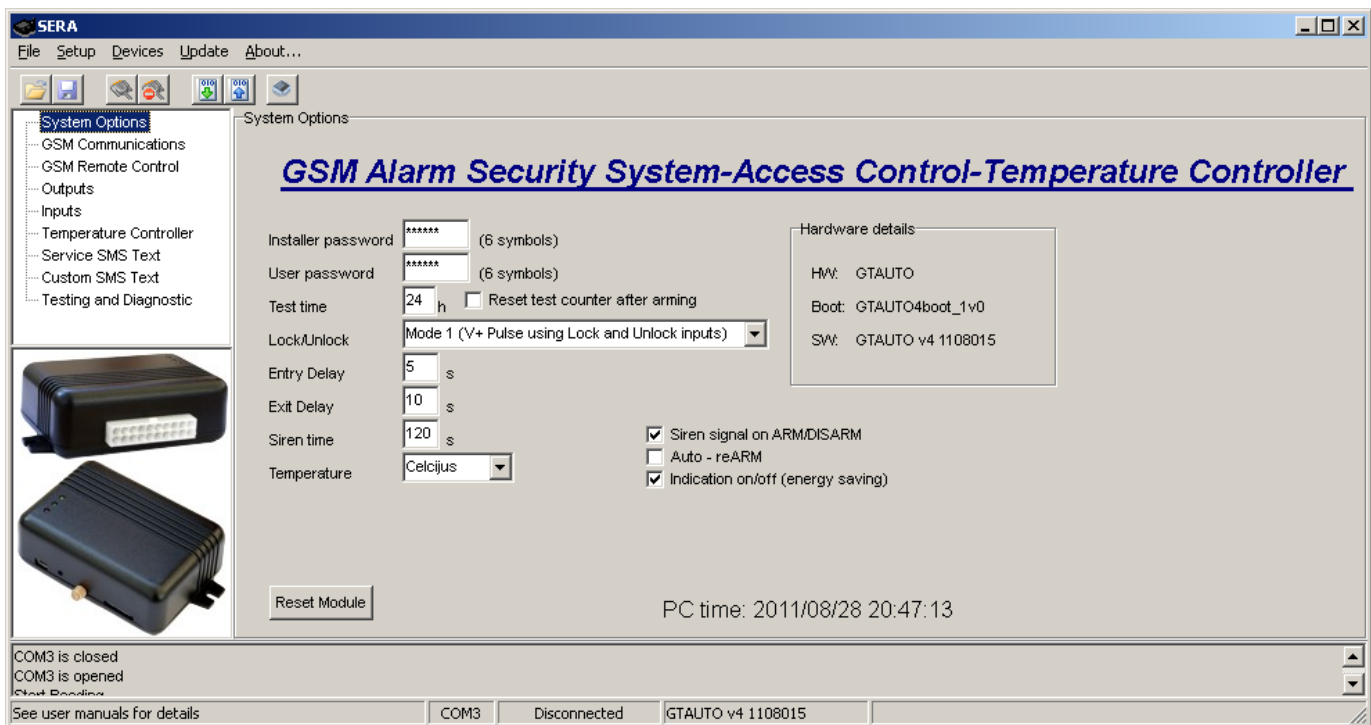 SERA
File Setup Devices Update About...
System Options
GSM Communications
GSM Remote Control
Outputs
Inputs
Temperature Controller
Service SMS Text
Custom SMS Text
Testing and Diagnostic
System Options
GSM Alarm Security System-Access Control-Temperature Controller
Installer password ****** (6 symbols)
User password ****** (6 symbols)
Test time 24 h Reset test counter after arming
Lock/Unlock Mode 1 (V+ Pulse using Lock and Unlock inputs)
Entry Delay 5 s
Exit Delay 10 s
Siren time 120 s
Temperature Celcijus
Hardware details
HW: GTAUTO
Boot: GTAUTO4boot_1v0
SW: GTAUTO v4 1108015
Siren signal on ARM/DISARM
Auto - reARM
Indication on/off (energy saving)
Reset Module
PC time: 2011/08/28 20:47:13
COM3 is closed
COM3 is opened
Start Reading
See user manuals for details COM3 Disconnected GTAUTO v4 1108015